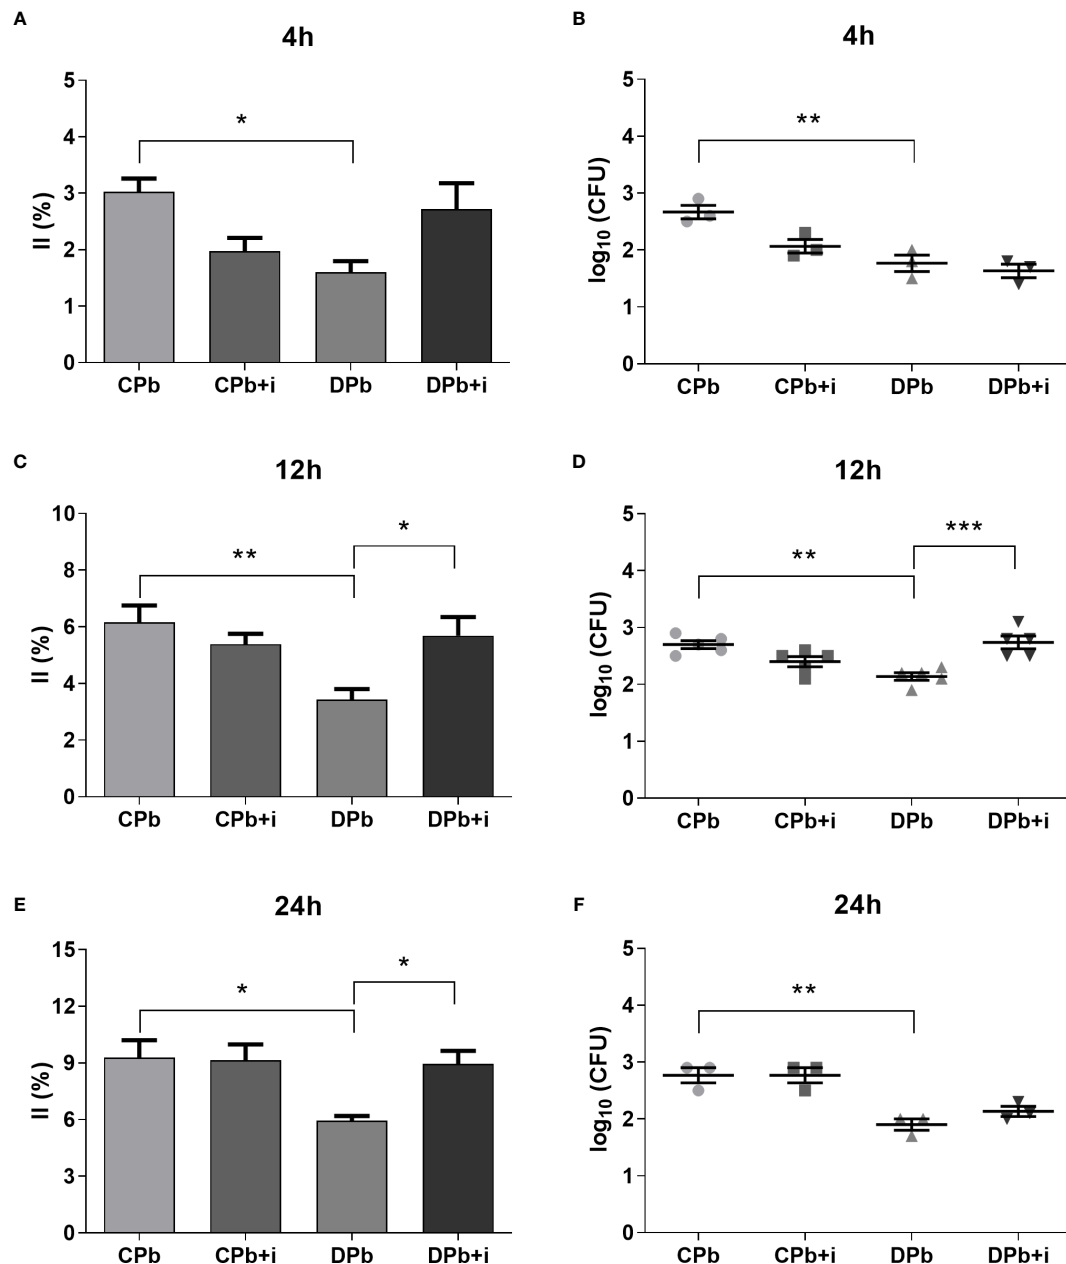 A
4h
5
4
3
2
1
0
II (%)
*
CPb CPb+i DPb DPb+i
B
4h
5
4
3
2
1
0
log10 (CFU)
**
CPb CPb+i DPb DPb+i
C
12h
10
8
6
4
2
0
II (%)
**
*
CPb CPb+i DPb DPb+i
D
12h
5
4
3
2
1
0
log10 (CFU)
**
***
CPb CPb+i DPb DPb+i
E
24h
15
12
9
6
3
0
II (%)
*
*
CPb CPb+i DPb DPb+i
F
24h
5
4
3
2
1
0
log10 (CFU)
**
CPb CPb+i DPb DPb+i